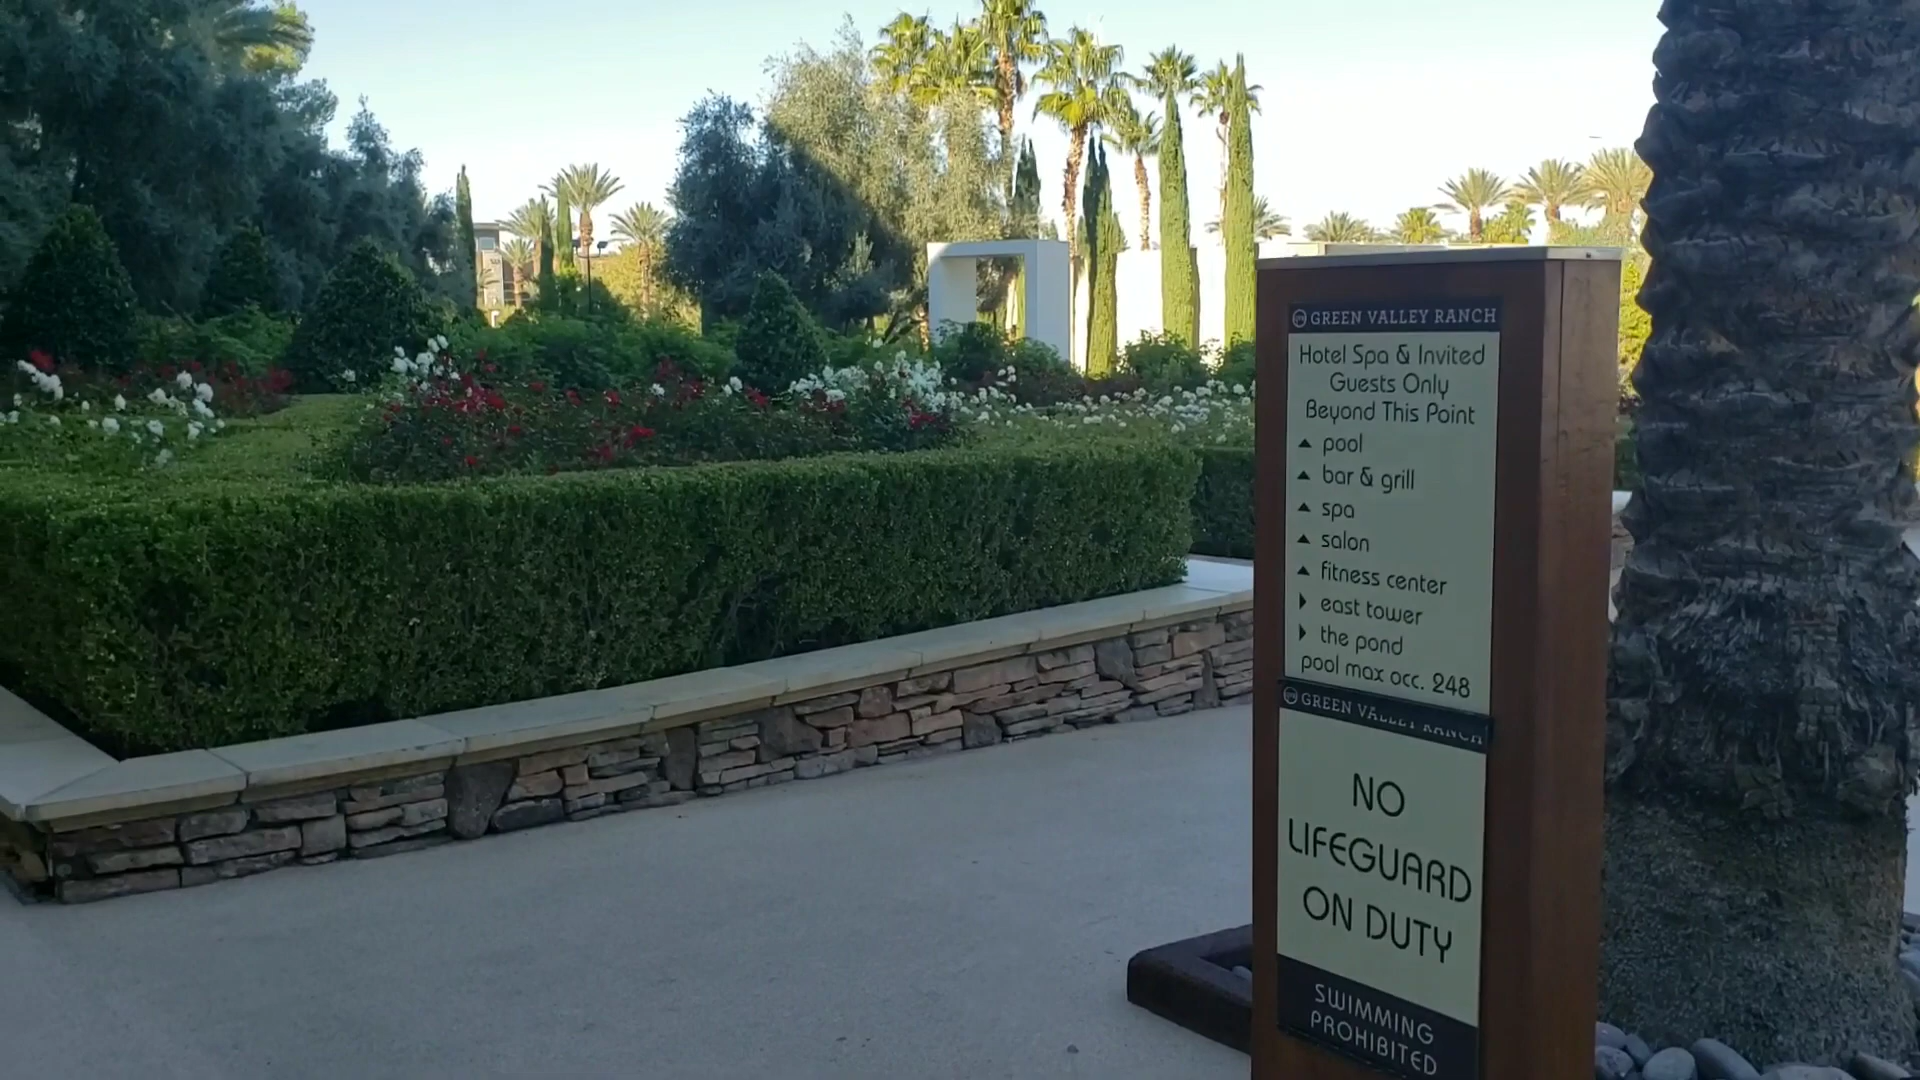 GREEN VALLEY RANCH
Hotel Spa & Invited
Guests Only
Beyond This Point
▲ pool
▲ bar & grill
▲ spa
▲ salon
▲ fitness center
▶ east tower
▶ the pond
pool max occ. 248
GREEN VALLEY RANCH
NO
LIFEGUARD
ON DUTY
SWIMMING
PROHIBITED